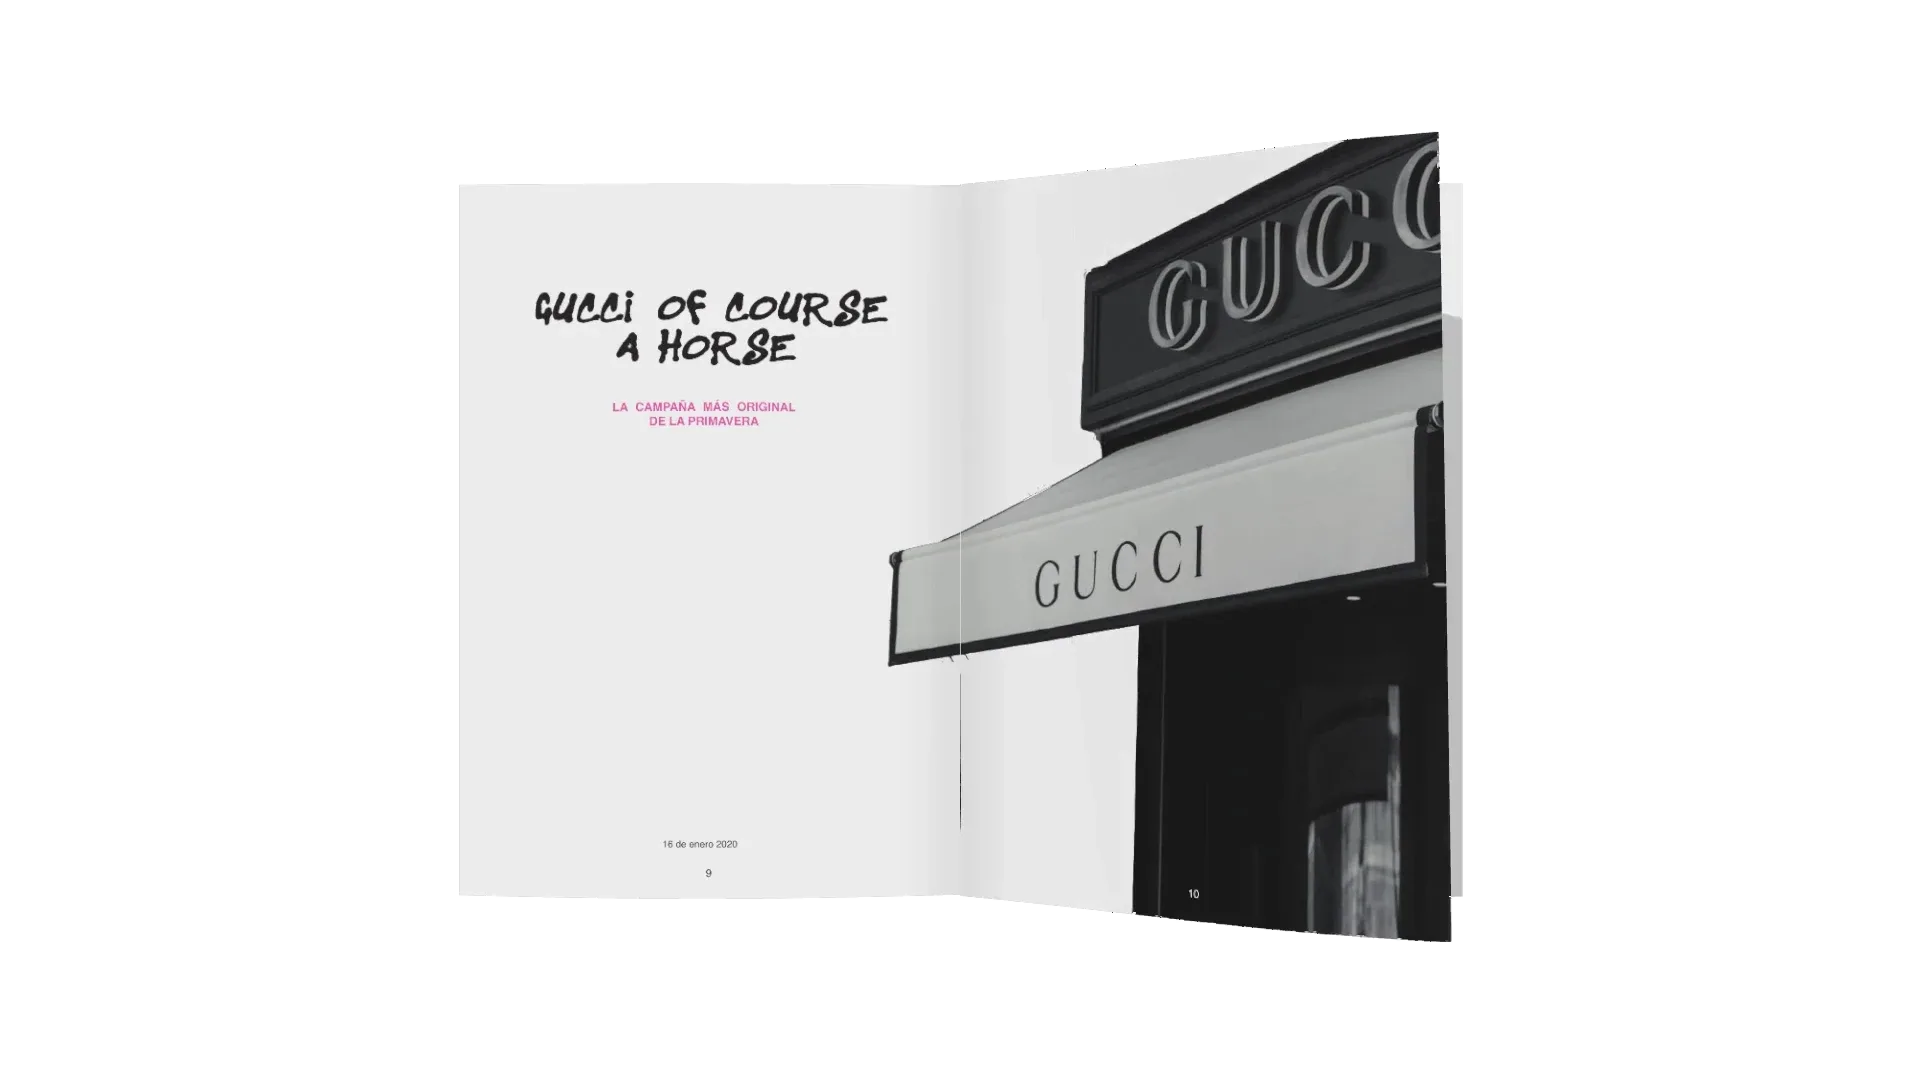 GUCCi OF COURSE
A HORSE
LA CAMPAÑA MÁS ORIGINAL
DE LA PRIMAVERA
16 de enero 2020
9
GUCC
GUCCI
10